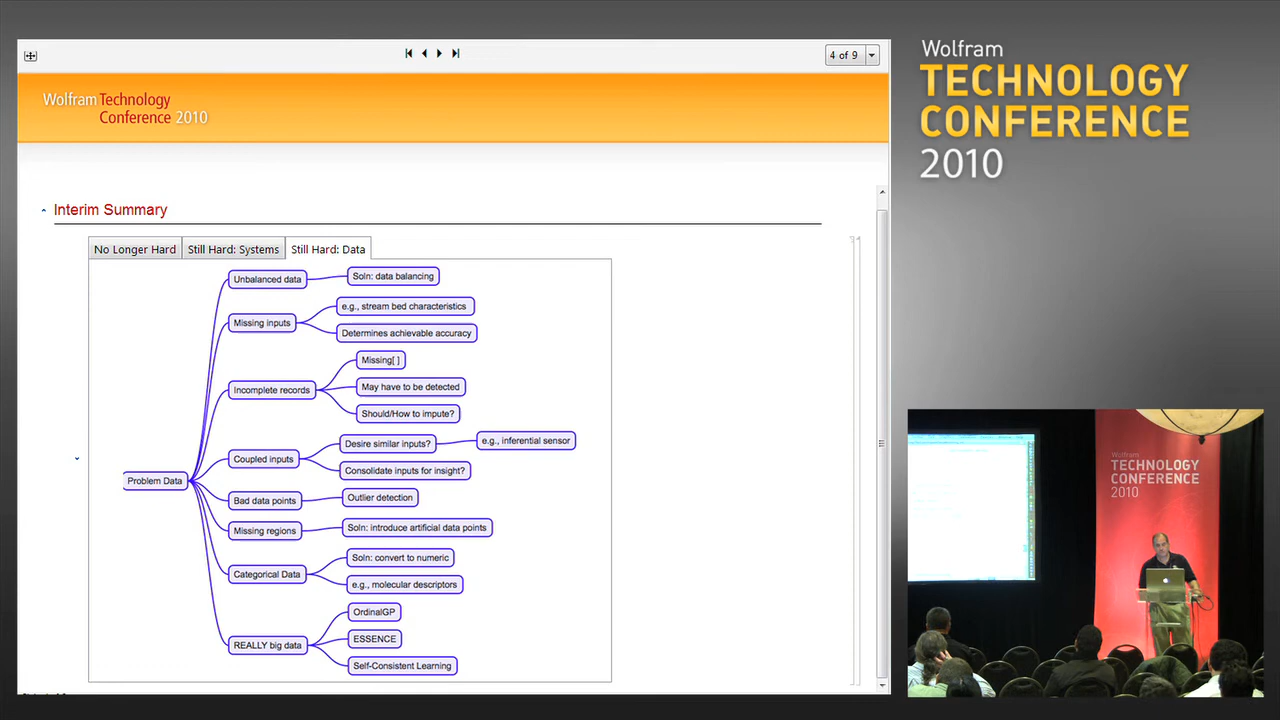 4 of 9
Wolfram Technology
Conference 2010
Interim Summary
No Longer Hard
Still Hard: Systems
Still Hard: Data
Problem Data
Unbalanced data
Soln: data balancing
Missing inputs
e.g., stream bed characteristics
Determines achievable accuracy
Incomplete records
Missing[ ]
May have to be detected
Should/How to impute?
Coupled inputs
Desire similar inputs?
e.g., inferential sensor
Consolidate inputs for insight?
Bad data points
Outlier detection
Missing regions
Soln: introduce artificial data points
Categorical Data
Soln: convert to numeric
e.g., molecular descriptors
REALLY big data
OrdinalGP
ESSENCE
Self-Consistent Learning
Wolfram
TECHNOLOGY
CONFERENCE
2010
Wolfram
TECHNOLOGY
CONFERENCE
2010